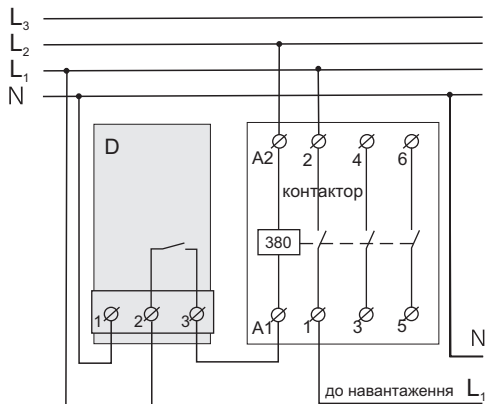 L3
L2
L1
N
D
A2 2 4 6
контактор
380
1 2 3
A1 1 3 5
N
до навантаження L1